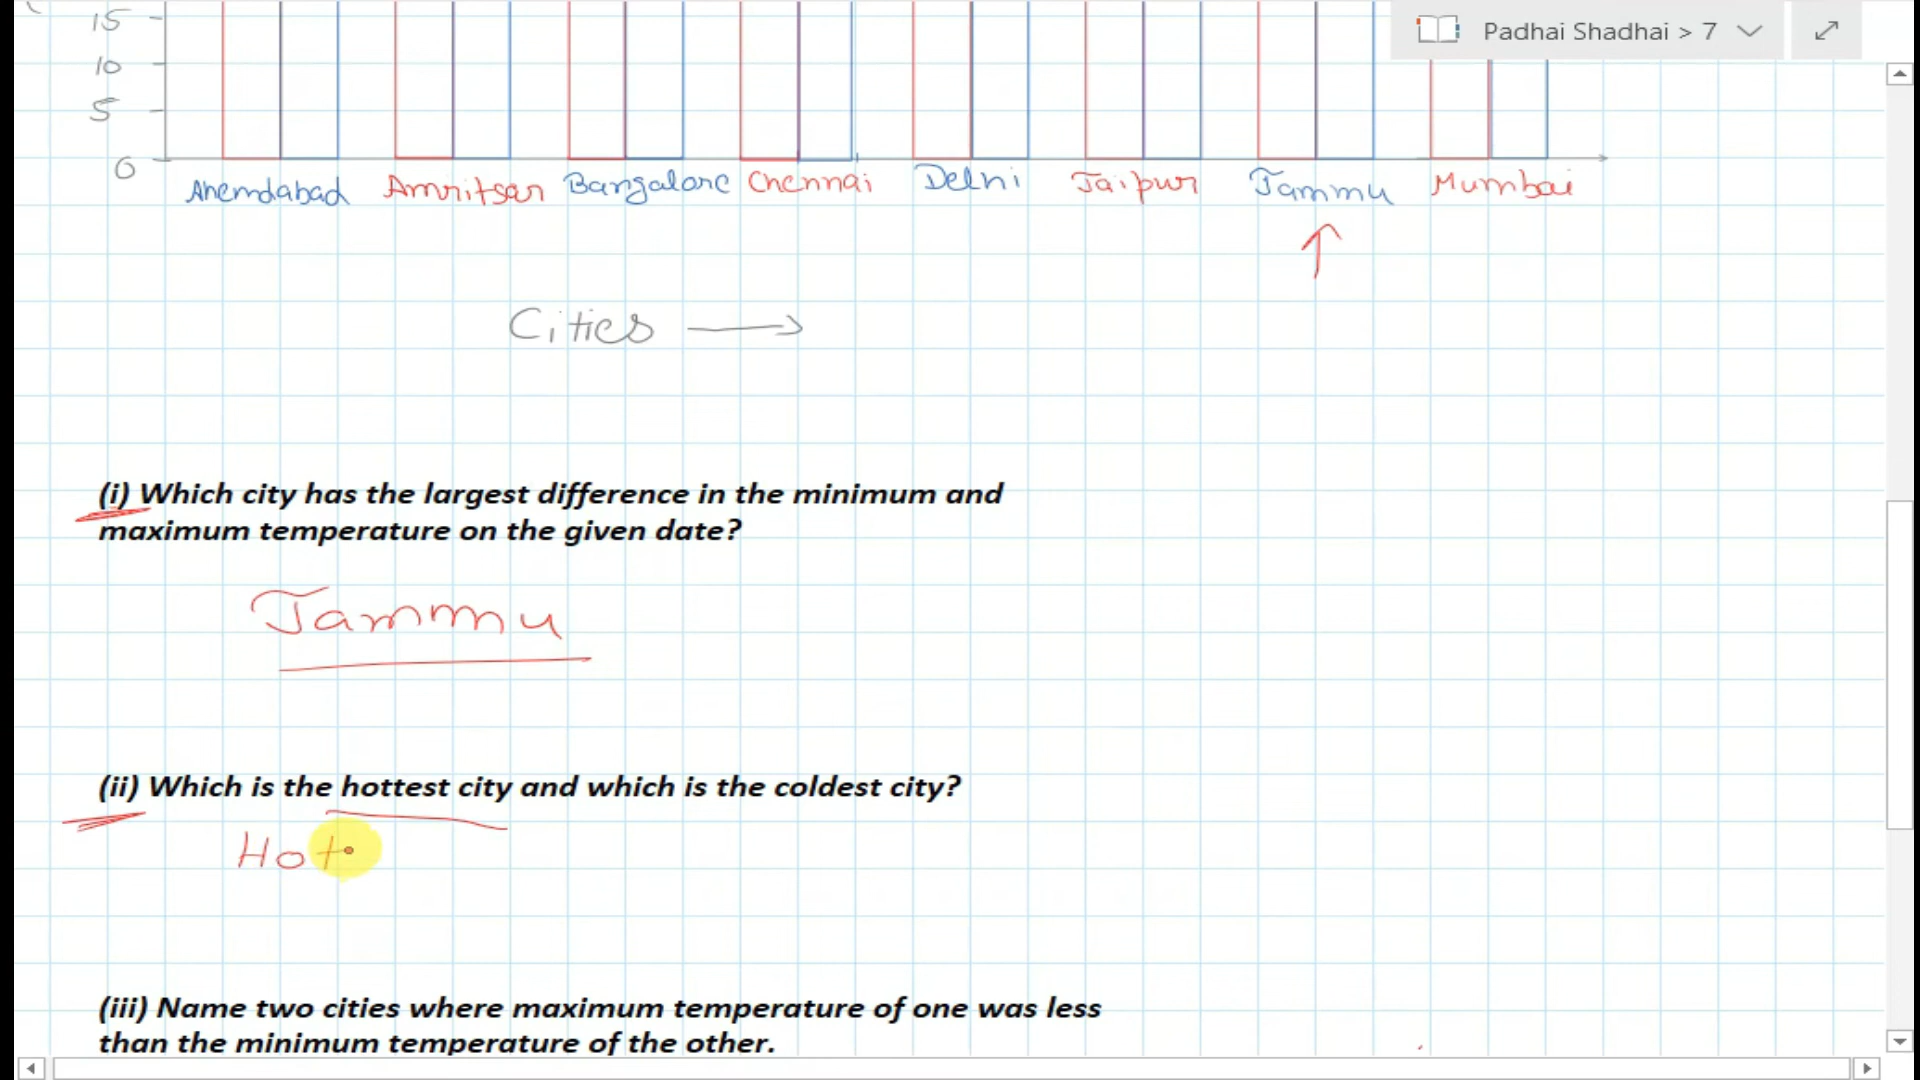 15
Padhai Shadhai > 7
10
5
0
Ahemdabad Amritsar Bangalore Chennai Delhi Jaipur Jammu Mumbai
Cities
(i) Which city has the largest difference in the minimum and
maximum temperature on the given date?
Jammu
(ii) Which is the hottest city and which is the coldest city?
Hot
(iii) Name two cities where maximum temperature of one was less
than the minimum temperature of the other.